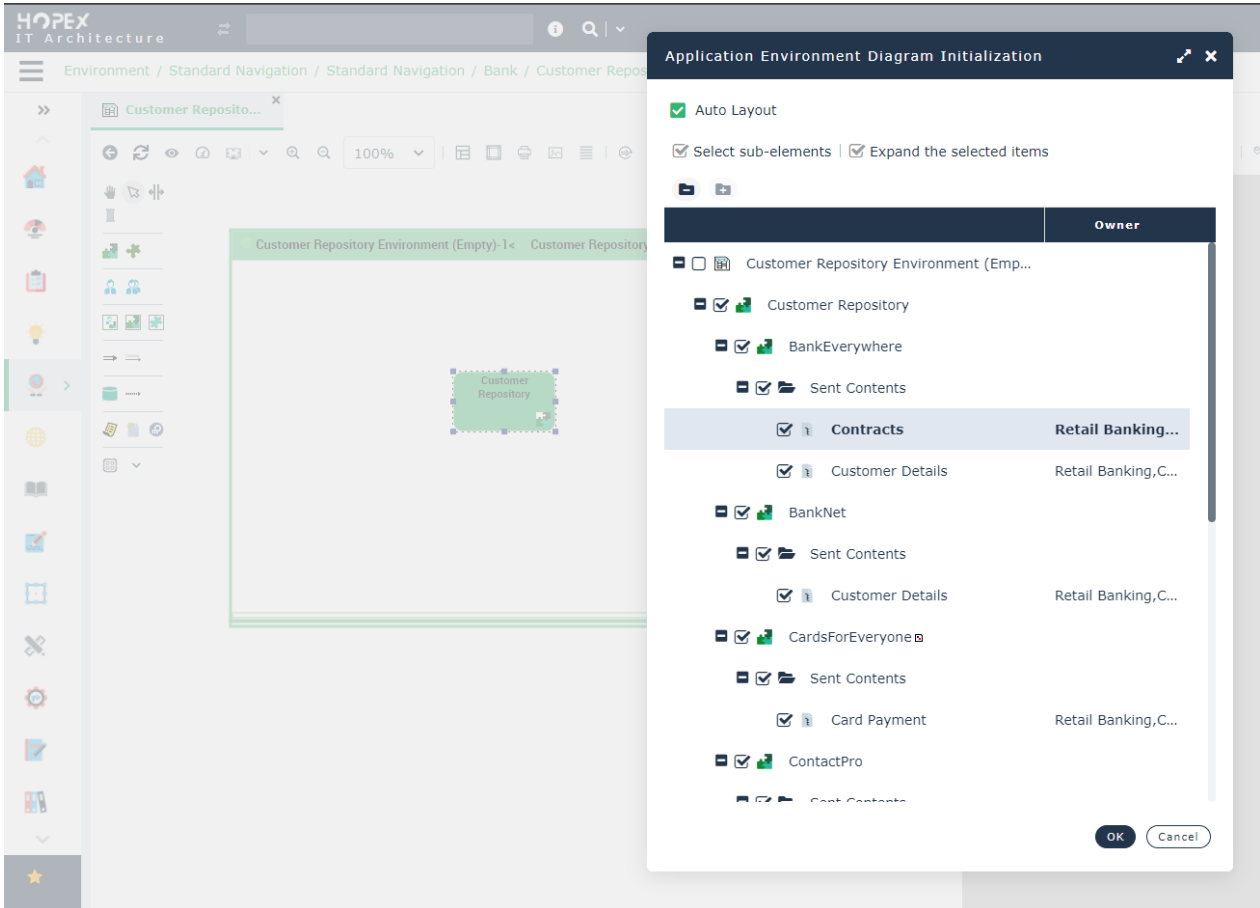 HOPEX
IT Architecture
Environment / Standard Navigation / Standard Navigation / Bank / Customer Repos
Customer Reposito...
100%
Customer Repository Environment (Empty)-1< Customer Repository
Customer
Repository
Application Environment Diagram Initialization
Auto Layout
Select sub-elements | Expand the selected items
Owner
Customer Repository Environment (Emp...
Customer Repository
BankEverywhere
Sent Contents
Contracts Retail Banking...
Customer Details Retail Banking,C...
BankNet
Sent Contents
Customer Details Retail Banking,C...
CardsForEveryone
Sent Contents
Card Payment Retail Banking,C...
ContactPro
Sent Contents
OK Cancel